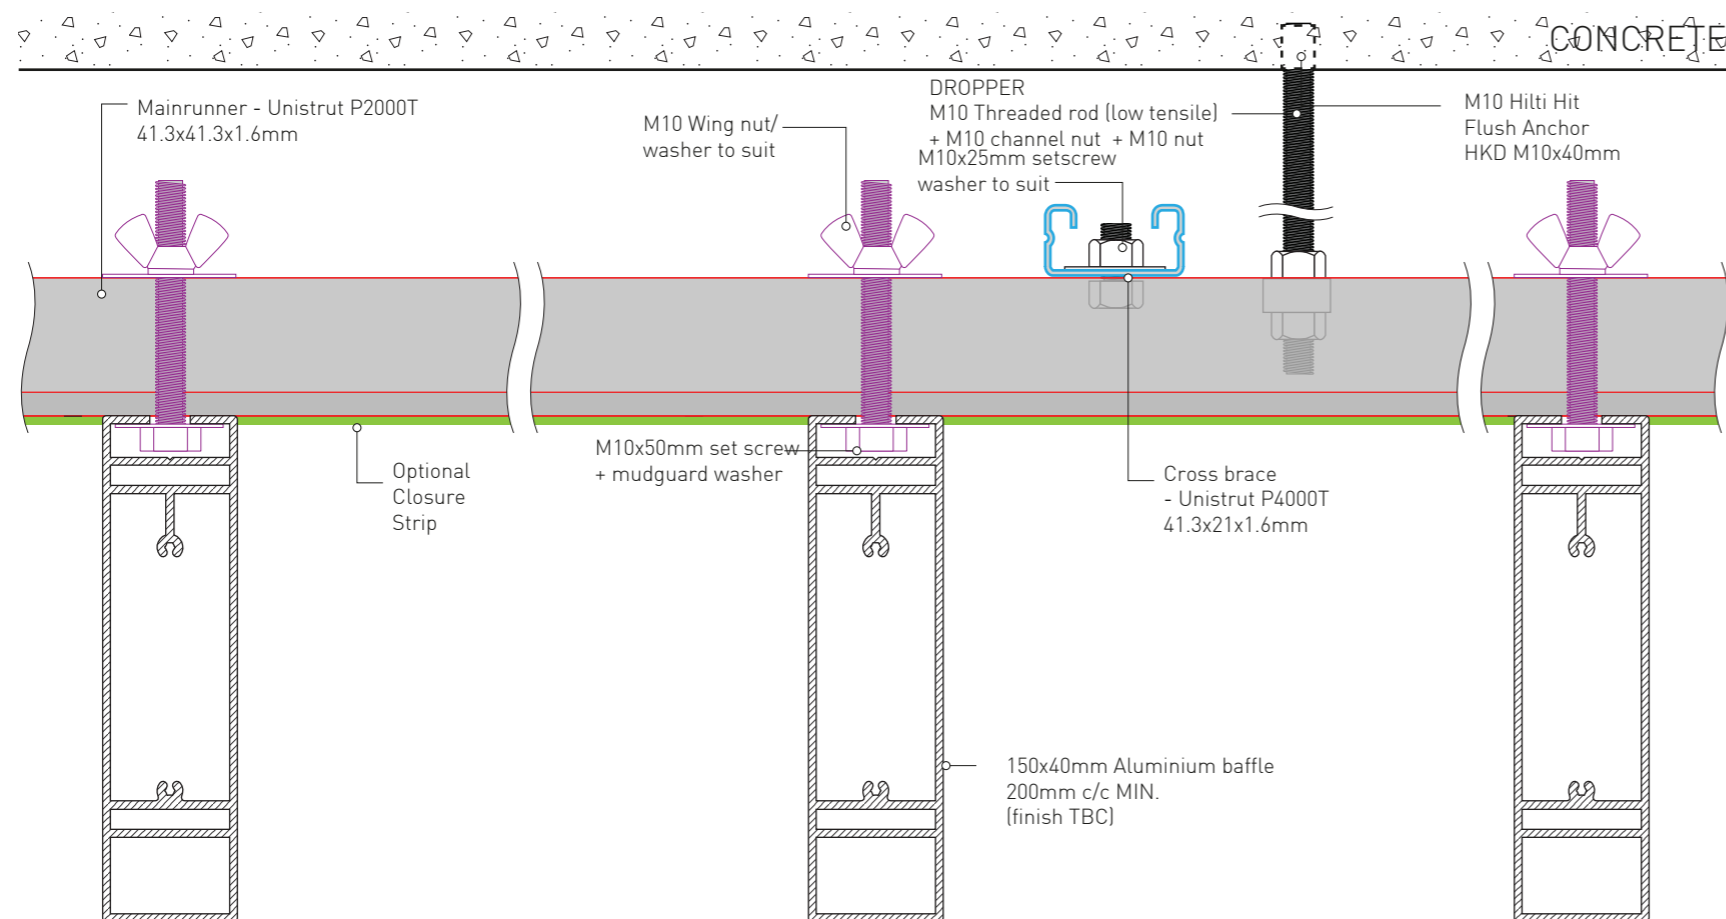 CONCRETE
Mainrunner - Unistrut P2000T
41.3x41.3x1.6mm
M10 Wing nut/
washer to suit
DROPPER
M10 Threaded rod (low tensile)
+ M10 channel nut + M10 nut
M10x25mm setscrew
washer to suit
M10 Hilti Hit
Flush Anchor
HKD M10x40mm
Optional
Closure
Strip
M10x50mm set screw
+ mudguard washer
Cross brace
- Unistrut P4000T
41.3x21x1.6mm
150x40mm Aluminium baffle
200mm c/c MIN.
(finish TBC)